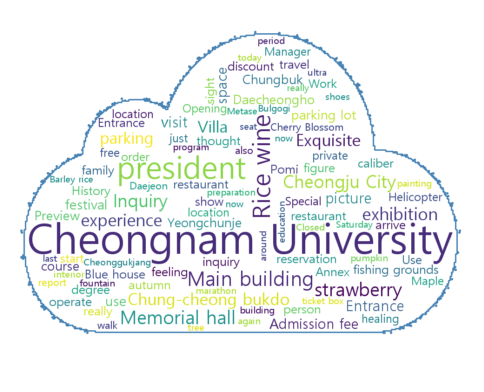 period
today Manager
discount travel
really ultra
sight space Chungbuk Work
Opening Daecheongho shoes
location Metase Bulgogi
Entrance visit Villa seat Cherry Blossom parking lot
parking just program Rice wine now Exquisite
free order thought also private
family president Pomi figure caliber
Barley rice Daejeon restaurant preparation Cheongju City painting
History festival Inquiry show now Special picture Helicopter
Preview experience location education restaurant exhibition
Yeongchunje Closed Saturday arrive
Cheongnam University
last start Cheonggukjang inquiry around reservation pumpkin Use
interior course Blue house feeling Main building Annex fishing grounds
report fountain autumn marathon strawberry Maple
degree use Chung-cheong bukdo ticket box Entrance
operate really Memorial hall building person healing
walk tree again Admission fee